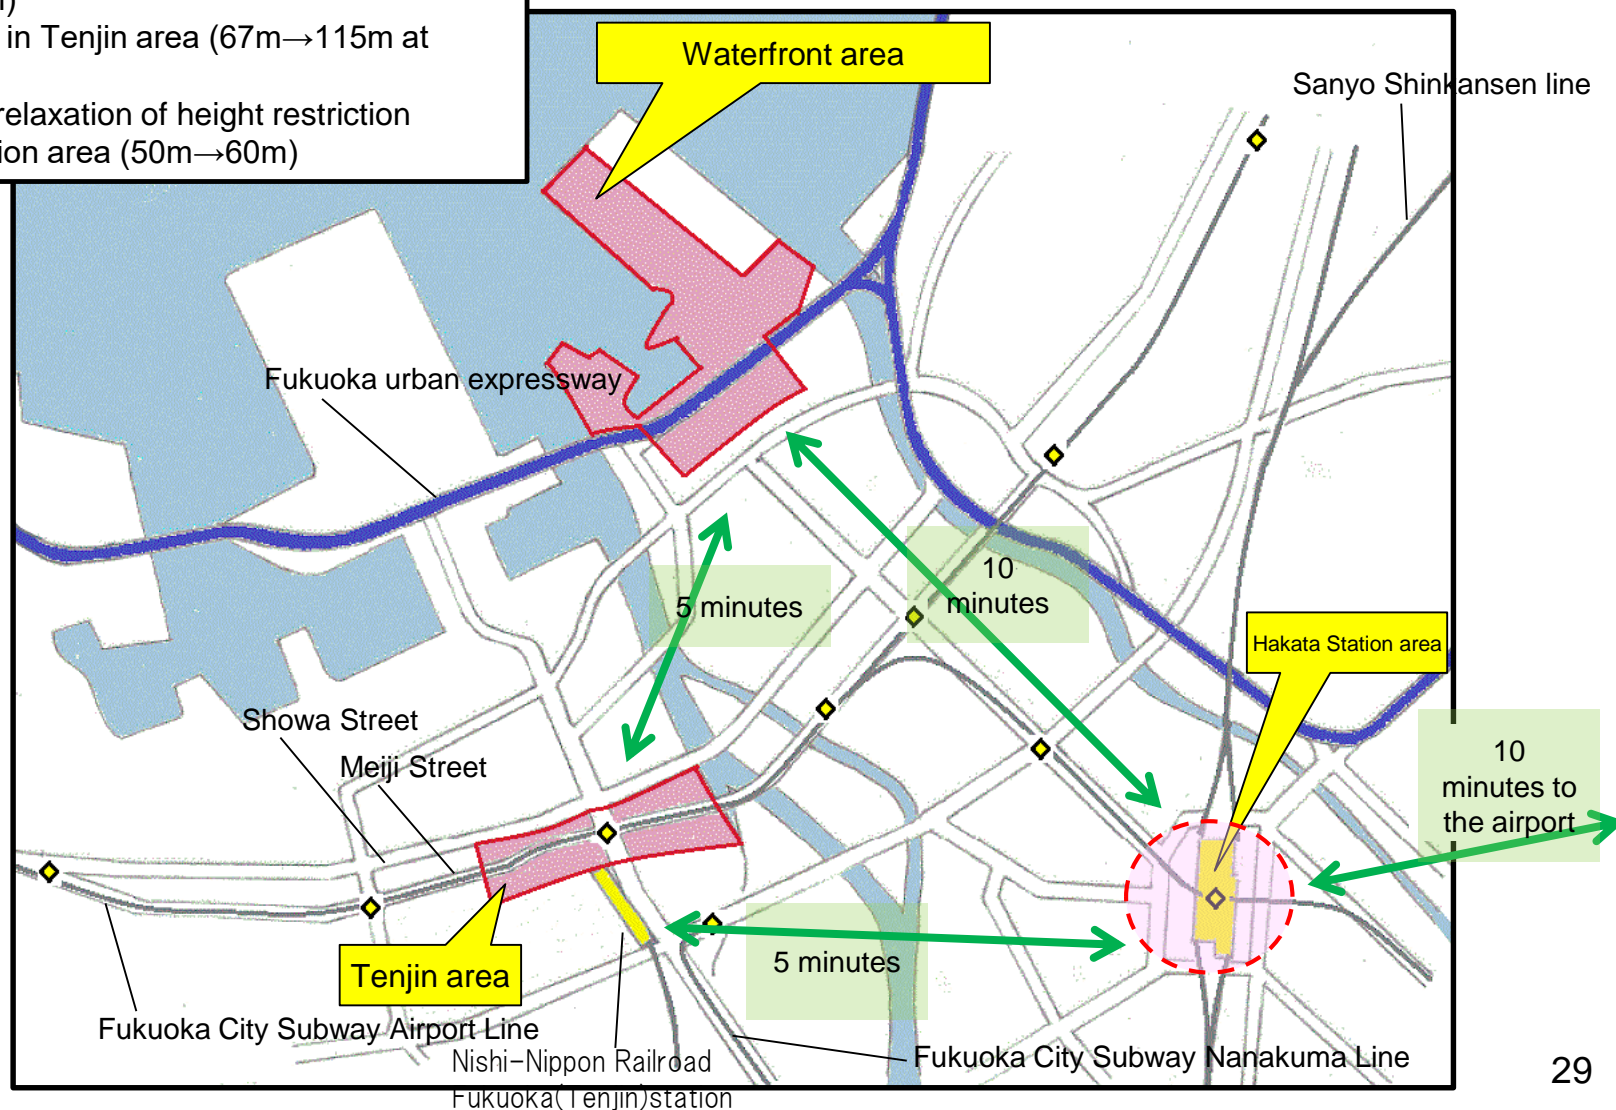 in Tenjin area (67m→115m at
relaxation of height restriction
area (50m→60m)
Waterfront area
Sanyo Shinkansen line
Fukuoka urban expressway
5 minutes
10
minutes
Hakata Station area
Showa Street
Meiji Street
10
minutes to
the airport
Tenjin area
5 minutes
Fukuoka City Subway Airport Line
Nishi-Nippon Railroad
Fukuoka(Tenjin)station
Fukuoka City Subway Nanakuma Line
29